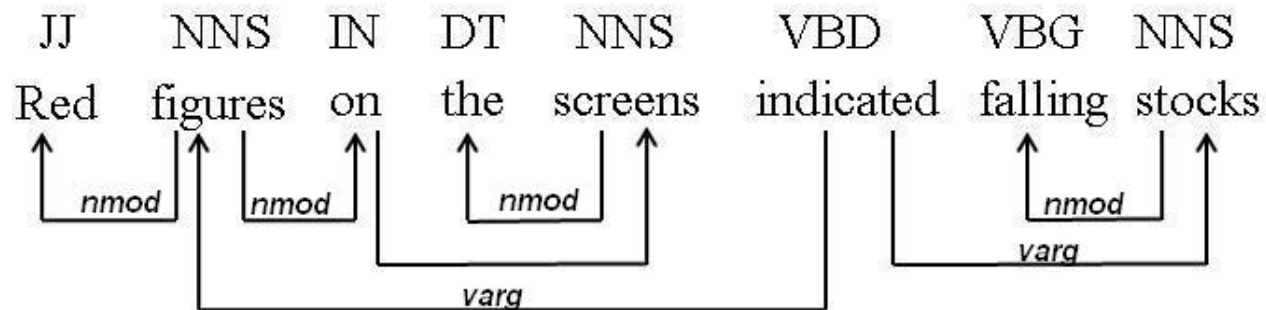 JJ NNS IN DT NNS VBD VBG NNS
Red figures on the screens indicated falling stocks
nmod nmod nmod nmod
varg
varg